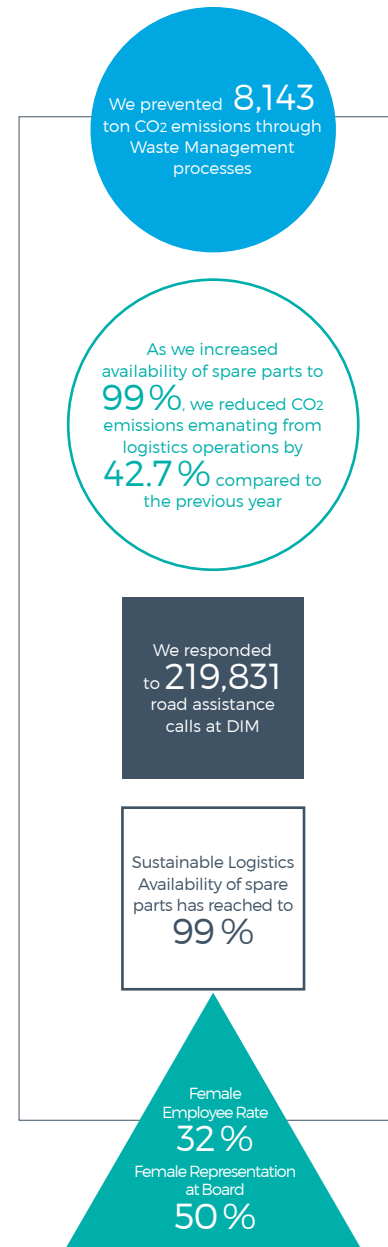 We prevented 8,143
ton CO2 emissions through
Waste Management
processes
As we increased
availability of spare parts to
99 %, we reduced CO2
emissions emanating from
logistics operations by
42.7 % compared to
the previous year
We responded
to 219,831
road assistance
calls at DIM
Sustainable Logistics
Availability of spare
parts has reached to
99 %
Female
Employee Rate
32 %
Female Representation
at Board
50 %